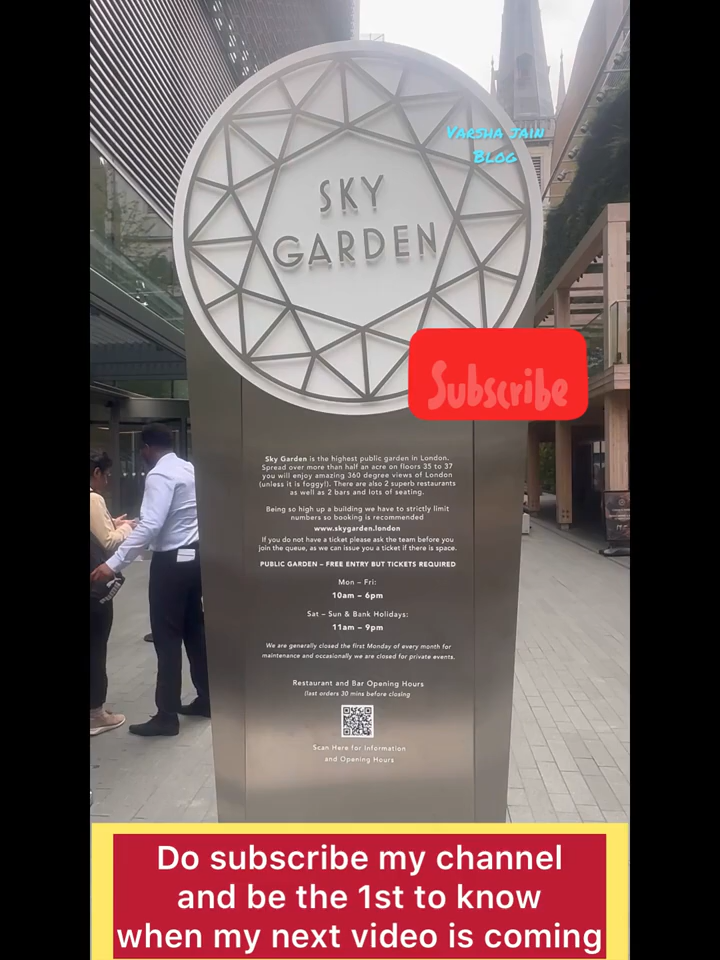 Varsha jain
Blog
SKY
GARDEN
Subscribe
Sky Garden is the highest public garden in London.
Spread over more than half an acre on floors 35 to 37
you will enjoy amazing 360 degree views of London
(unless it is foggy!). There are also 2 superb restaurants
as well as 2 bars and lots of seating.
Being so high up a building we have to strictly limit
numbers so booking is recommended
www.skygarden.london
If you do not have a ticket please ask the team before you
join the queue, as we can issue you a ticket if there is space.
PUBLIC GARDEN – FREE ENTRY BUT TICKETS REQUIRED
Mon – Fri:
10am – 6pm
Sat – Sun & Bank Holidays:
11am – 9pm
We are generally closed the first Monday of every month for
maintenance and occasionally we are closed for private events.
Restaurant and Bar Opening Hours
(last orders 30 mins before closing
Scan Here for Information
and Opening Hours
Do subscribe my channel
and be the 1st to know
when my next video is coming